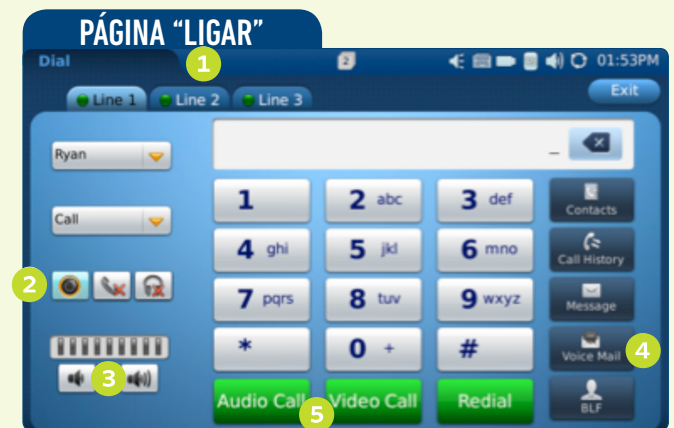 PÁGINA “LIGAR”
Dial
1
2
01:53PM
Line 1
Line 2
Line 3
Exit
Ryan
_
Call
1
2 abc
3 def
Contacts
4 ghi
5 jkl
6 mno
Call History
2
7 pqrs
8 tuv
9 wxyz
Message
*
0 +
#
Voice Mail
4
3
Audio Call
5
Video Call
Redial
BLF